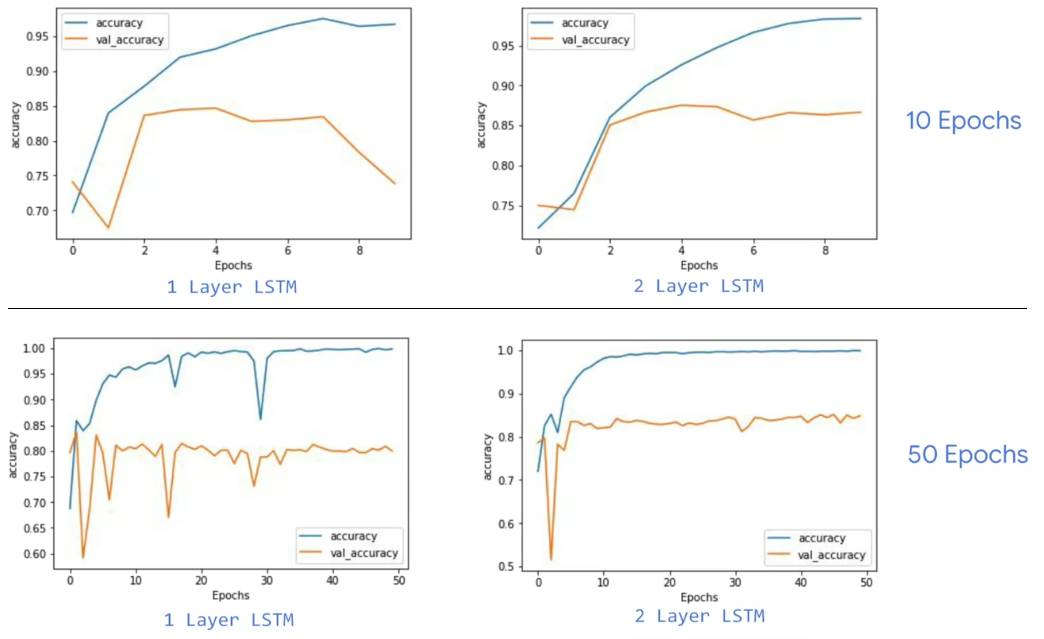 accuracy
val_accuracy
0.95
0.90
0.85
0.80
0.75
0.70
accuracy
0 2 4 6 8
Epochs
1 Layer LSTM
accuracy
val_accuracy
0.95
0.90
0.85
0.80
0.75
accuracy
0 2 4 6 8
Epochs
2 Layer LSTM
10 Epochs
1.00
0.95
0.90
0.85
0.80
0.75
0.70
0.65
0.60
accuracy
accuracy
val_accuracy
0 10 20 30 40 50
Epochs
1 Layer LSTM
1.0
0.9
0.8
0.7
0.6
0.5
accuracy
accuracy
val_accuracy
0 10 20 30 40 50
Epochs
2 Layer LSTM
50 Epochs